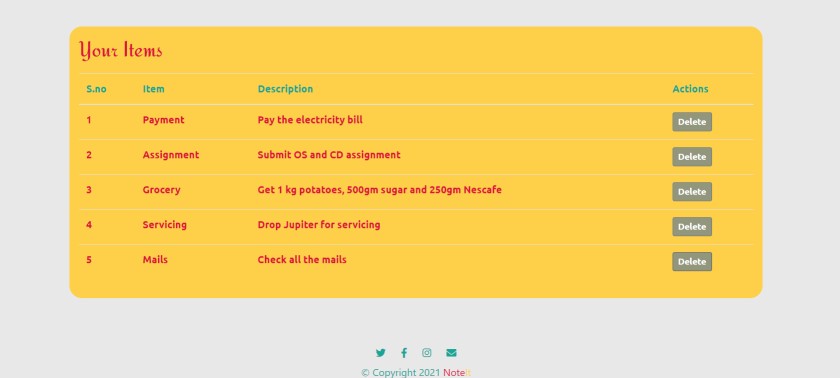 Your Items
S.no Item Description Actions
1 Payment Pay the electricity bill Delete
2 Assignment Submit OS and CD assignment Delete
3 Grocery Get 1 kg potatoes, 500gm sugar and 250gm Nescafe Delete
4 Servicing Drop Jupiter for servicing Delete
5 Mails Check all the mails Delete
© Copyright 2021 NoteIt